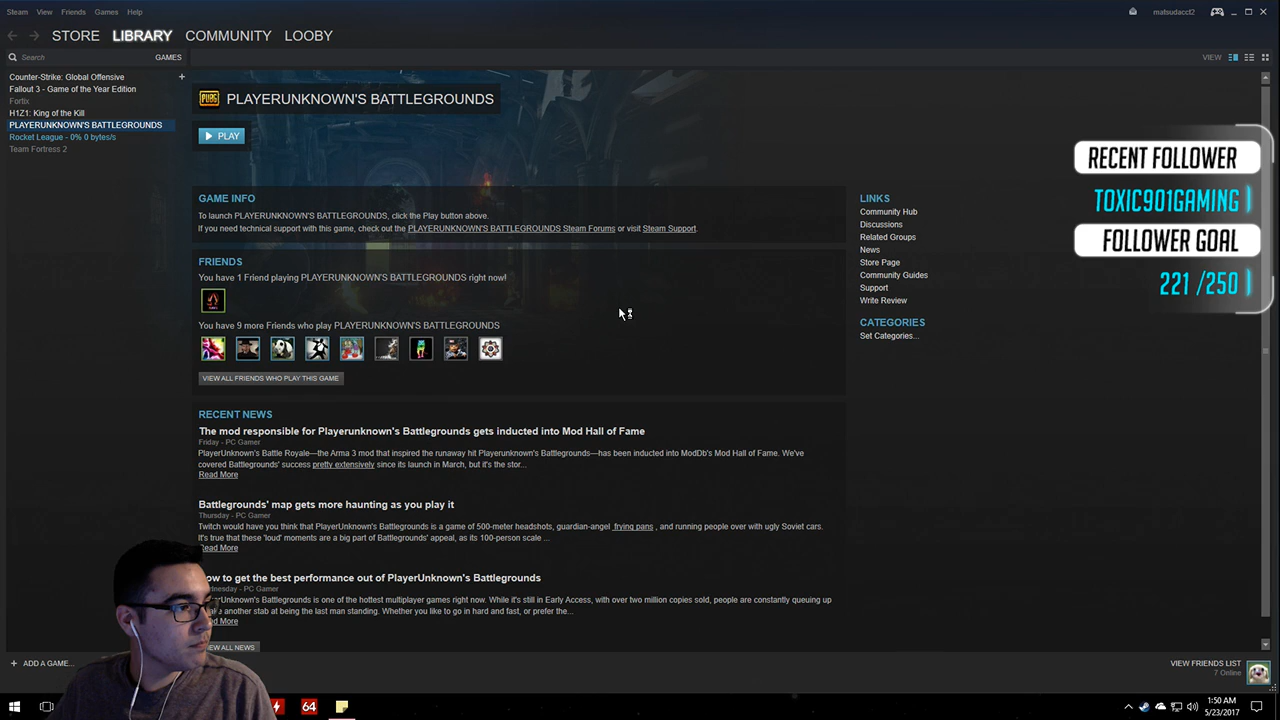 Steam View Friends Games Help
matsudaccf2
STORE LIBRARY COMMUNITY LOOBY
Search GAMES
VIEW
Counter-Strike: Global Offensive
Fallout 3 - Game of the Year Edition
Fortix
H1Z1: King of the Kill
PLAYERUNKNOWN'S BATTLEGROUNDS
Rocket League - 0% 0 bytes/s
Team Fortress 2
PUBG PLAYERUNKNOWN'S BATTLEGROUNDS
PLAY
GAME INFO
To launch PLAYERUNKNOWN'S BATTLEGROUNDS, click the Play button above.
If you need technical support with this game, check out the PLAYERUNKNOWN'S BATTLEGROUNDS Steam Forums or visit Steam Support.
FRIENDS
You have 1 Friend playing PLAYERUNKNOWN'S BATTLEGROUNDS right now!
You have 9 more Friends who play PLAYERUNKNOWN'S BATTLEGROUNDS
VIEW ALL FRIENDS WHO PLAY THIS GAME
RECENT NEWS
The mod responsible for Playerunknown's Battlegrounds gets inducted into Mod Hall of Fame
Friday - PC Gamer
PlayerUnknown's Battle Royale—the Arma 3 mod that inspired the runaway hit Playerunknown's Battlegrounds—has been inducted into ModDb's Mod Hall of Fame. We've
covered Battlegrounds' success pretty extensively since its launch in March, but it's the stor...
Read More
Battlegrounds' map gets more haunting as you play it
Thursday - PC Gamer
Twitch would have you think that PlayerUnknown's Battlegrounds is a game of 500-meter headshots, guardian-angel frying pans , and running people over with ugly Soviet cars.
It's true that these 'loud' moments are a big part of Battlegrounds' appeal, as its 100-person scale ...
Read More
ow to get the best performance out of PlayerUnknown's Battlegrounds
dnesday - PC Gamer
erUnknown's Battlegrounds is one of the hottest multiplayer games right now. While it's still in Early Access, with over two million copies sold, people are constantly queuing up
another stab at being the last man standing. Whether you like to go in hard and fast, or prefer the...
ad More
EW ALL NEWS
LINKS
Community Hub
Discussions
Related Groups
News
Store Page
Community Guides
Support
Write Review
CATEGORIES
Set Categories...
RECENT FOLLOWER
TOXIC901GAMING
FOLLOWER GOAL
221 /250
+ ADD A GAME...
VIEW FRIENDS LIST
7 Online
64
1:50 AM
5/23/2017